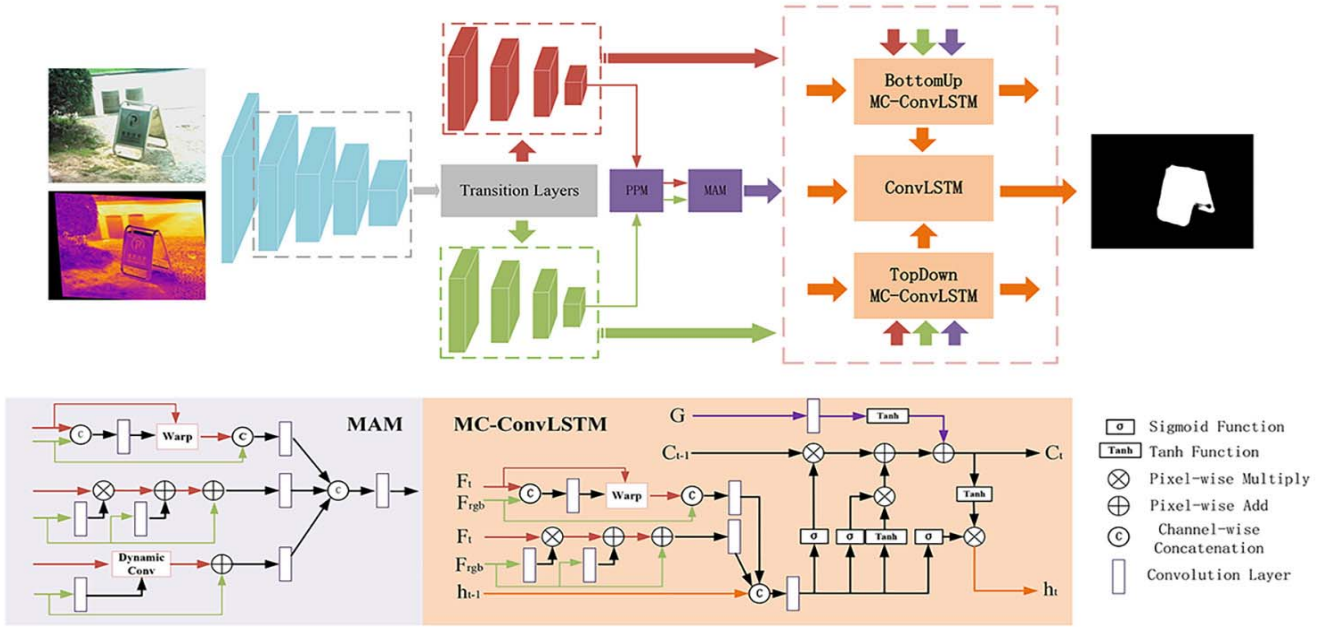 BottomUp
MC-ConvLSTM
Transition Layers
PPM
MAM
ConvLSTM
TopDown
MC-ConvLSTM
MAM
C
Warp
C
C
Dynamic
Conv
MC-ConvLSTM
G
Tanh
Cₜ₋₁
Cₜ
Fₜ
C
Warp
C
F_rgb
Tanh
Fₜ
σ
σ
Tanh
σ
F_rgb
hₜ₋₁
C
hₜ
σ Sigmoid Function
Tanh Tanh Function
Pixel-wise Multiply
Pixel-wise Add
C Channel-wise
Concatenation
Convolution Layer